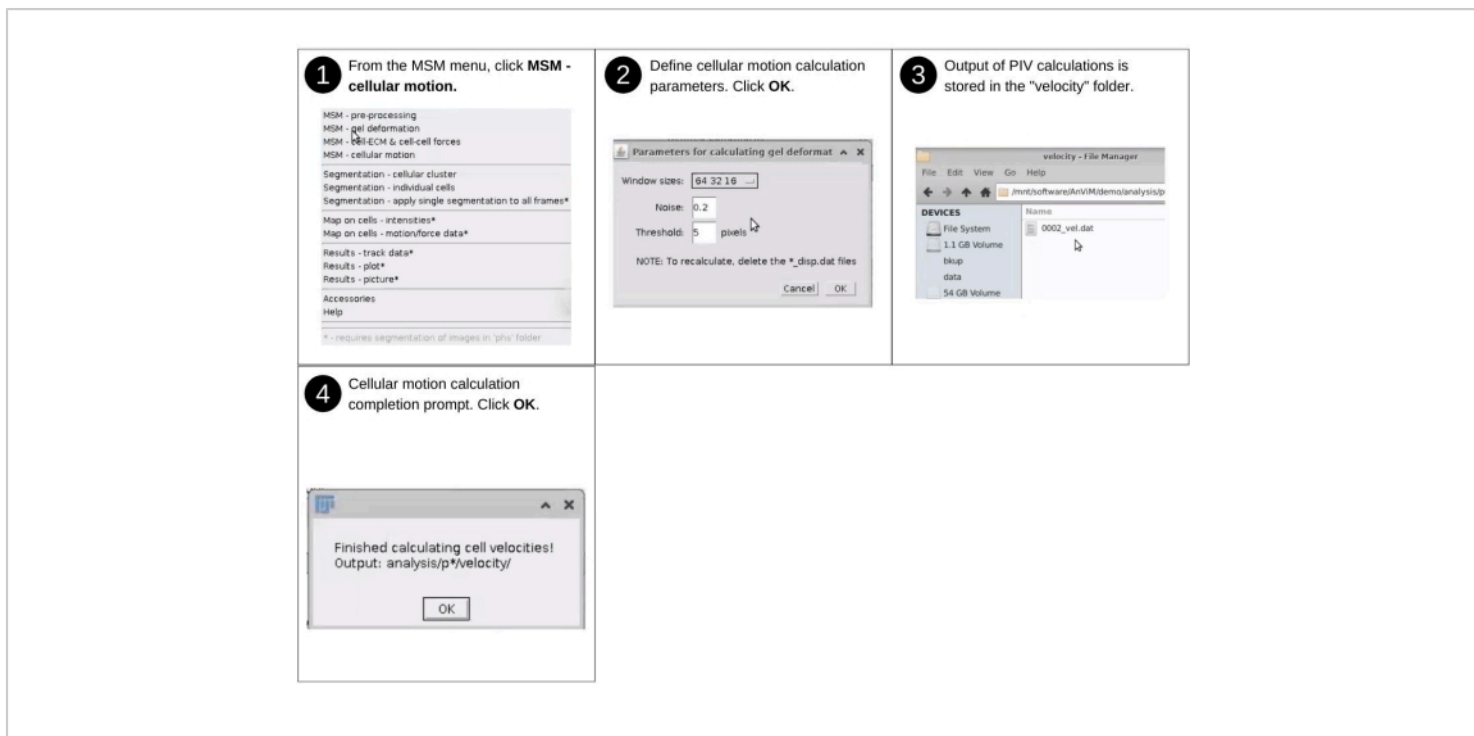 1
From the MSM menu, click MSM -
cellular motion.
MSM - pre-processing
MSM - gel deformation
MSM - cell-ECM & cell-cell forces
MSM - cellular motion
Segmentation - cellular cluster
Segmentation - individual cells
Segmentation - apply single segmentation to all frames*
Map on cells - intensities*
Map on cells - motion/force data*
Results - track data*
Results - plot*
Results - picture*
Accessories
Help
* - requires segmentation of images in 'phs' folder
2
Define cellular motion calculation
parameters. Click OK.
Parameters for calculating gel deformat
Window sizes: 64 32 16
Noise: 0.2
Threshold: 5 pixels
NOTE: To recalculate, delete the *_disp.dat files
Cancel OK
3
Output of PIV calculations is
stored in the "velocity" folder.
velocity - File Manager
File Edit View Go Help
/mnt/software/AnViM/demo/analysis/p
DEVICES
File System
1.1 GB Volume
bkup
data
54 GB Volume
Name
0002_vel.dat
4
Cellular motion calculation
completion prompt. Click OK.
Finished calculating cell velocities!
Output: analysis/p*/velocity/
OK